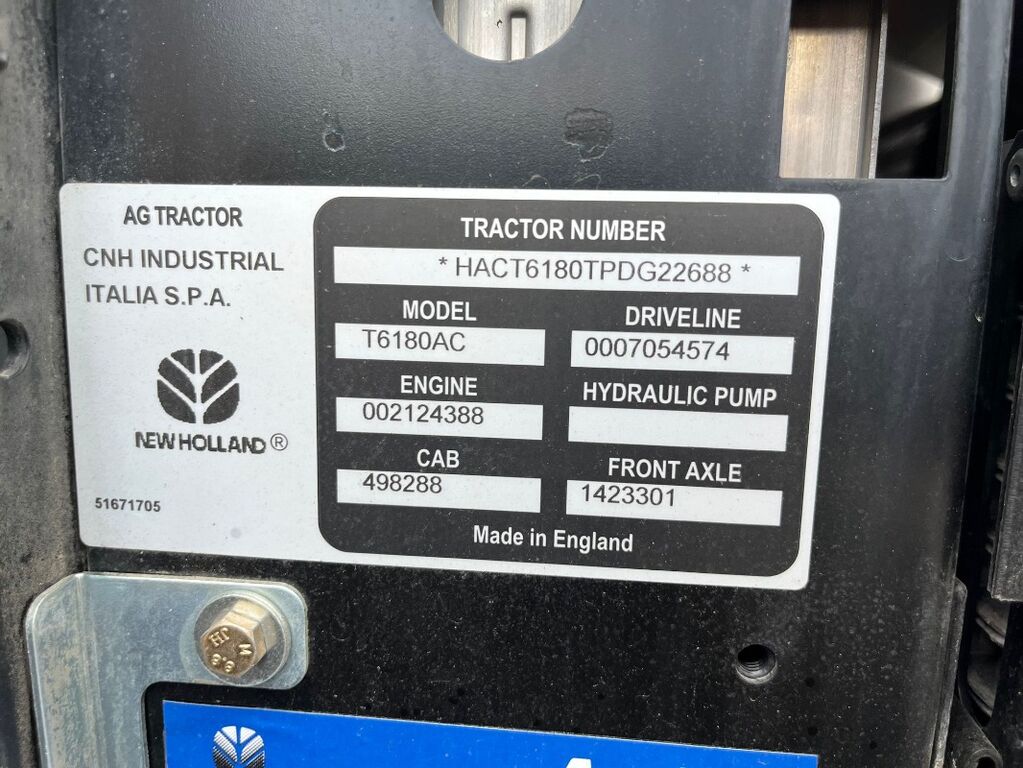 AG TRACTOR
CNH INDUSTRIAL
ITALIA S.P.A.
NEW HOLLAND ®
51671705
TRACTOR NUMBER
* HACT6180TPDG22688 *
MODEL
T6180AC
DRIVELINE
0007054574
ENGINE
002124388
HYDRAULIC PUMP
CAB
498288
FRONT AXLE
1423301
Made in England
JH
M